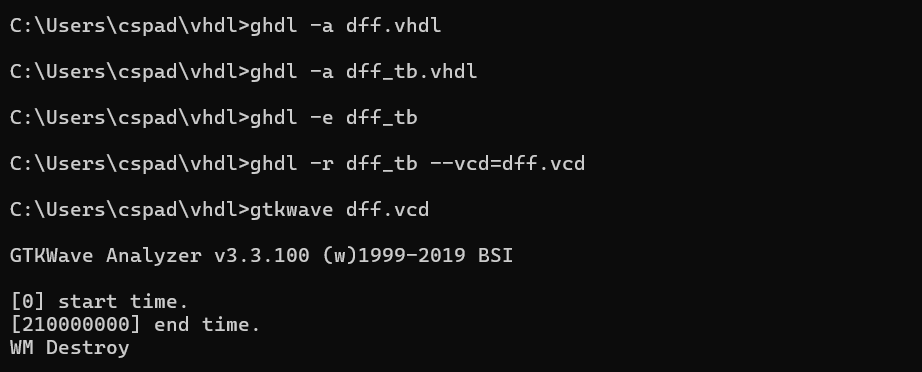 C:\Users\cspad\vhdl>ghdl -a dff.vhdl
C:\Users\cspad\vhdl>ghdl -a dff_tb.vhdl
C:\Users\cspad\vhdl>ghdl -e dff_tb
C:\Users\cspad\vhdl>ghdl -r dff_tb --vcd=dff.vcd
C:\Users\cspad\vhdl>gtkwave dff.vcd
GTKWave Analyzer v3.3.100 (w)1999-2019 BSI
[0] start time.
[210000000] end time.
WM Destroy